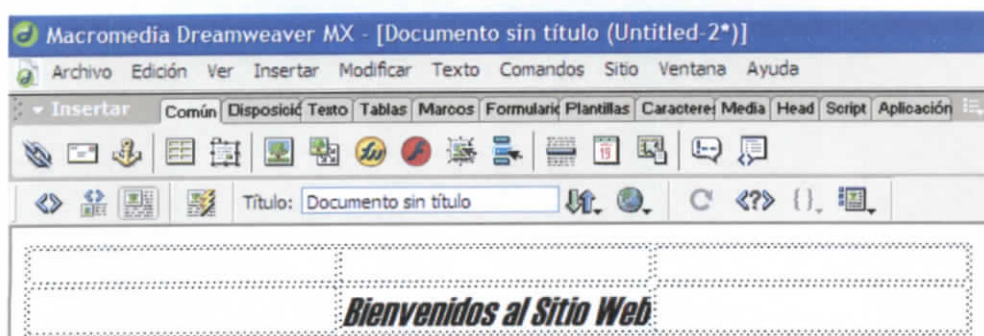 Macromedia Dreamweaver MX - [Documento sin título (Untitled-2*)]
Archivo Edición Ver Insertar Modificar Texto Comandos Sitio Ventana Ayuda
Insertar Común Disposició Texto Tablas Marcos Formularic Plantillas Caractere: Media Head Script Aplicación
19
Título: Documento sin título
Bienvenidos al Sitio Web